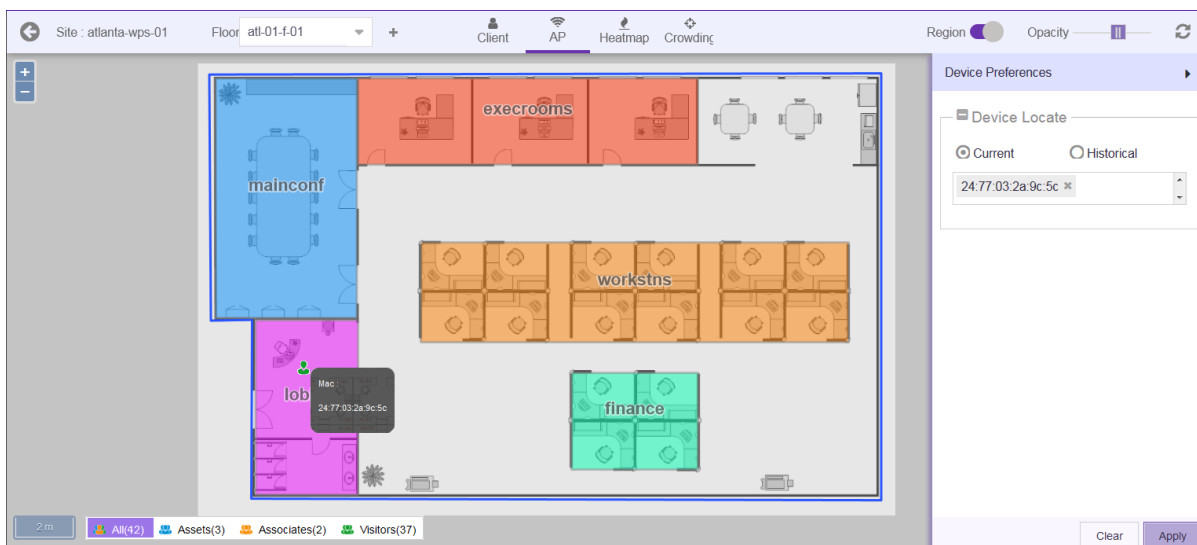 Site : atlanta-wps-01
Floor atl-01-f-01
+
Client
AP
Heatmap
Crowding
Region
Opacity
+
−
Device Preferences
Device Locate
Current
Historical
24:77:03:2a:9c:5c ×
execrooms
mainconf
workstns
lob
Mac :
24:77:03:2a:9c:5c
finance
2 m
All(42)
Assets(3)
Associates(2)
Visitors(37)
Clear
Apply